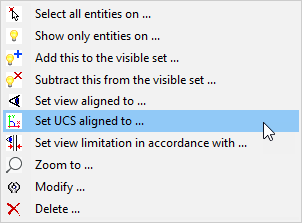 Select all entities on ...
Show only entities on ...
Add this to the visible set ...
Subtract this from the visible set ...
Set view aligned to ...
Set UCS aligned to ...
Set view limitation in accordance with ...
Zoom to ...
Modify ...
Delete ...